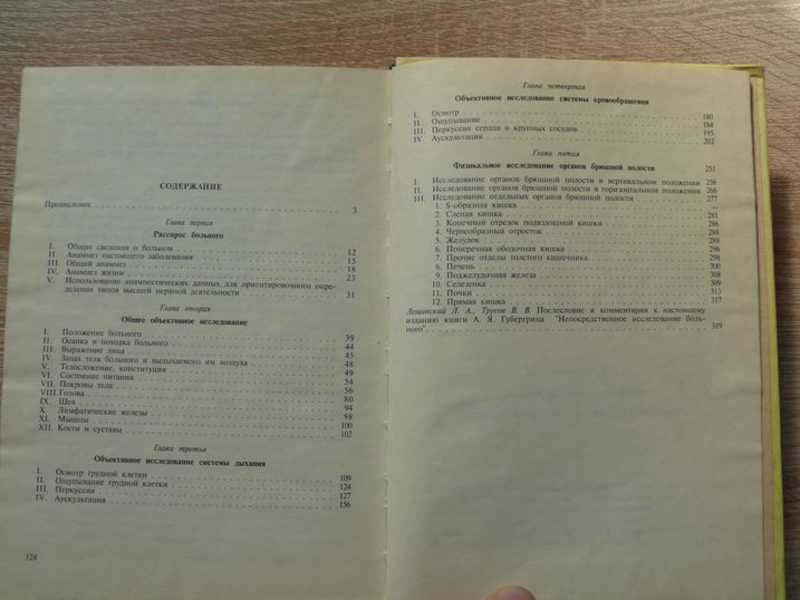 СОДЕРЖАНИЕ
Предисловие 3
Глава первая
Расспрос больного
I. Общие сведения о больном 12
II. Анамнез настоящего заболевания 15
III. Общий анамнез 18
IV. Анамнез жизни 23
V. Использование анамнестических данных для ориентировочного опре-
деления типов высшей нервной деятельности 31
Глава вторая
Общее объективное исследование
I. Положение больного 39
II. Осанка и походка больного 44
III. Выражение лица 45
IV. Запах тела больного и выдыхаемого им воздуха 48
V. Телосложение, конституция 49
VI. Состояние питания 54
VII. Покровы тела 56
VIII. Голова 80
IX. Шея 94
X. Лимфатические железы 98
XI. Мышцы 100
XII. Кости и суставы 102
Глава третья
Объективное исследование системы дыхания
I. Осмотр грудной клетки 109
II. Ощупывание грудной клетки 124
III. Перкуссия 127
IV. Аускультация 156
328
Глава четвертая
Объективное исследование системы кровообращения
I. Осмотр 180
II. Ощупывание 184
III. Перкуссия сердца и крупных сосудов 195
IV. Аускультация 202
Глава пятая
Физикальное исследование органов брюшной полости 251
I. Исследование органов брюшной полости в вертикальном положении 256
II. Исследование органов брюшной полости в горизонтальном положении 266
III. Исследование отдельных органов брюшной полости 277
1. S-образная кишка
2. Слепая кишка 281
3. Конечный отрезок подвздошной кишки 286
4. Червеобразный отросток 288
5. Желудок 288
6. Поперечная ободочная кишка 296
7. Прочие отделы толстого кишечника 298
8. Печень 300
9. Поджелудочная железа 308
10. Селезенка 309
11. Почки 313
12. Прямая кишка 317
Лещинский Л. А., Трусов В. В. Послесловие и комментарии к настоящему
изданию книги А. Я. Губергрица "Непосредственное исследование боль-
ного" 319